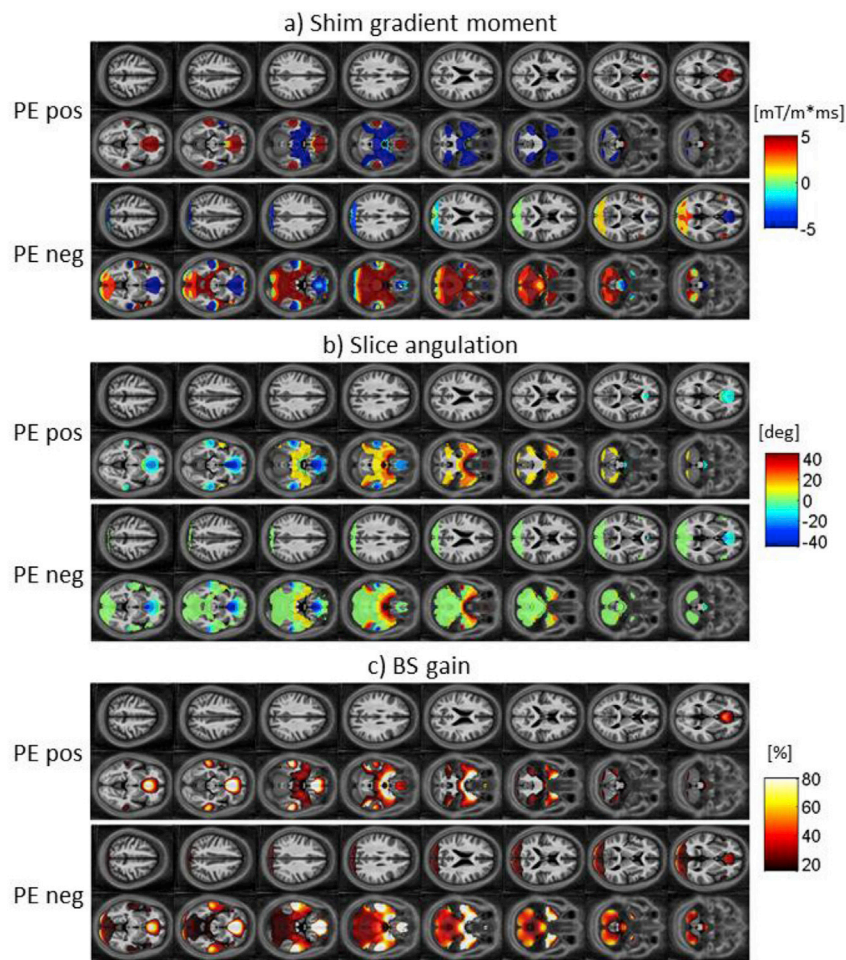 a) Shim gradient moment
PE pos
[mT/m*ms]
5
0
-5
PE neg
b) Slice angulation
PE pos
[deg]
40
20
0
-20
-40
PE neg
c) BS gain
PE pos
[%]
80
60
40
20
PE neg